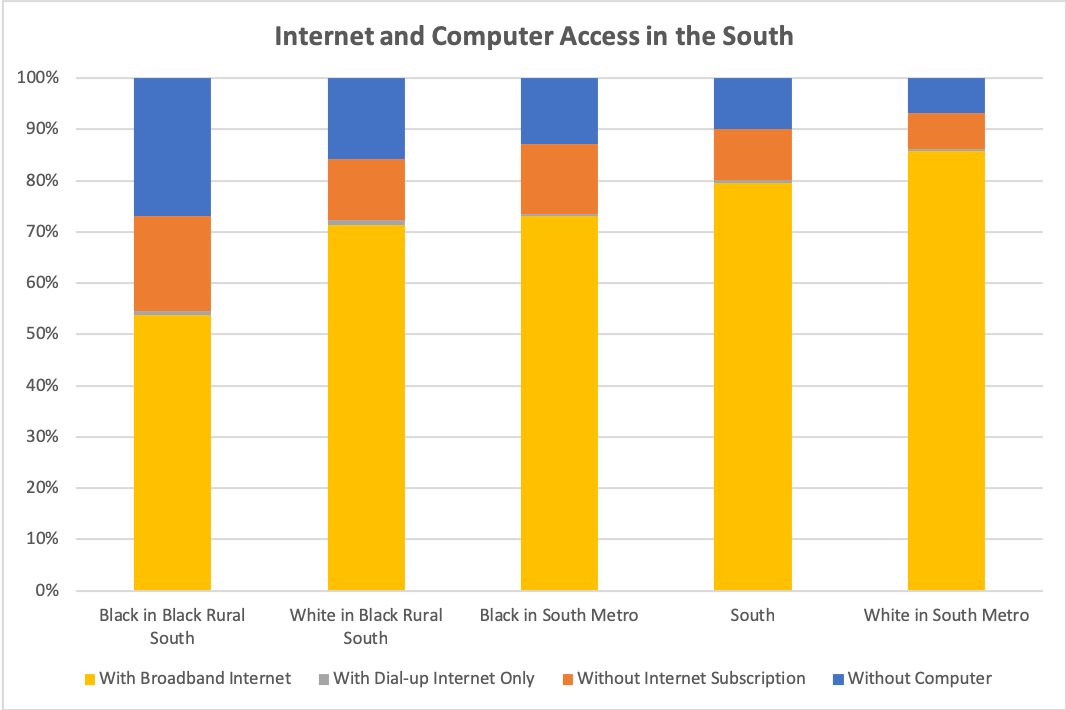 Internet and Computer Access in the South
100%
90%
80%
70%
60%
50%
40%
30%
20%
10%
0%
Black in Black Rural South
White in Black Rural South
Black in South Metro
South
White in South Metro
With Broadband Internet
With Dial-up Internet Only
Without Internet Subscription
Without Computer